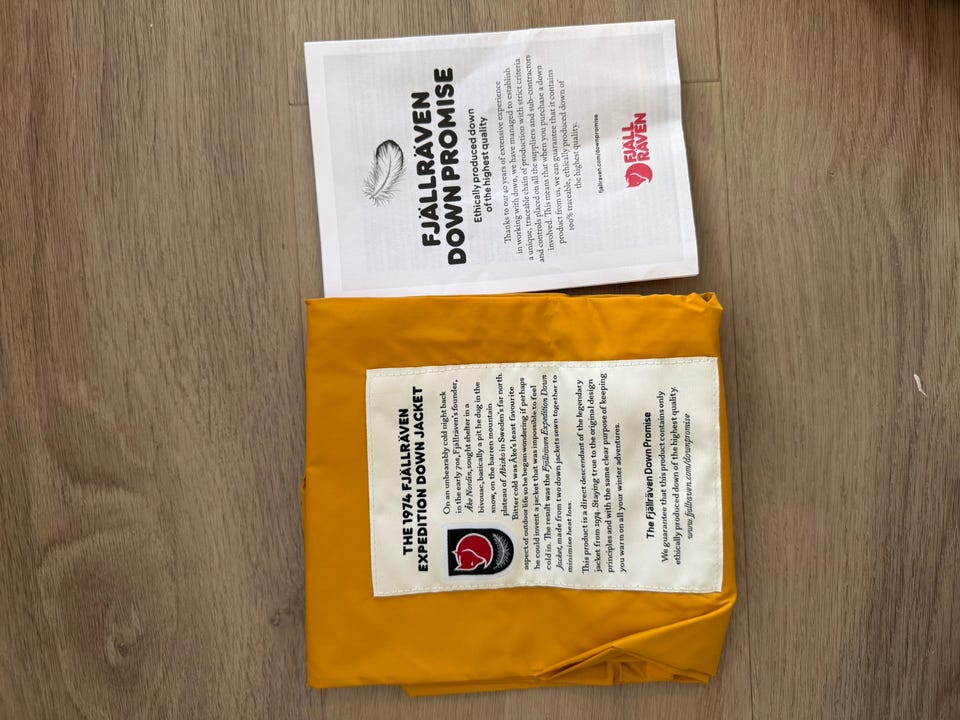 FJÄLLRÄVEN
DOWN PROMISE
Ethically produced down
of the highest quality
Thanks to our 40 years of extensive experience
in working with down, we have managed to establish
a unique, traceable chain of production with strict criteria
and controls placed on all the suppliers and sub-contractors
involved. This means that when you purchase a down
product from us, we can guarantee that it contains
100% traceable, ethically produced down of
the highest quality.
fjallraven.com/downpromise
FJÄLL
RÄVEN
THE 1974 FJÄLLRÄVEN
EXPEDITION DOWN JACKET
On an unbearably cold night back
in the early 70s, Fjällräven's founder,
Åke Nordin, sought shelter in a
bivouac, basically a pit he dug in the
snow, on the barren mountain
plateau of Abisko in Sweden's far north.
Bitter cold was Åke's least favourite
aspect of outdoor life so he began wondering if perhaps
he could invent a jacket that was impossible to feel
cold in. The result was the Fjällräven Expedition Down
Jacket, made from two down jackets sewn together to
minimise heat loss.
This product is a direct descendant of the legendary
jacket from 1974. Staying true to the original design
principles and with the same clear purpose of keeping
you warm on all your winter adventures.
The Fjällräven Down Promise
We guarantee that this product contains only
ethically produced down of the highest quality.
www.fjallraven.com/downpromise